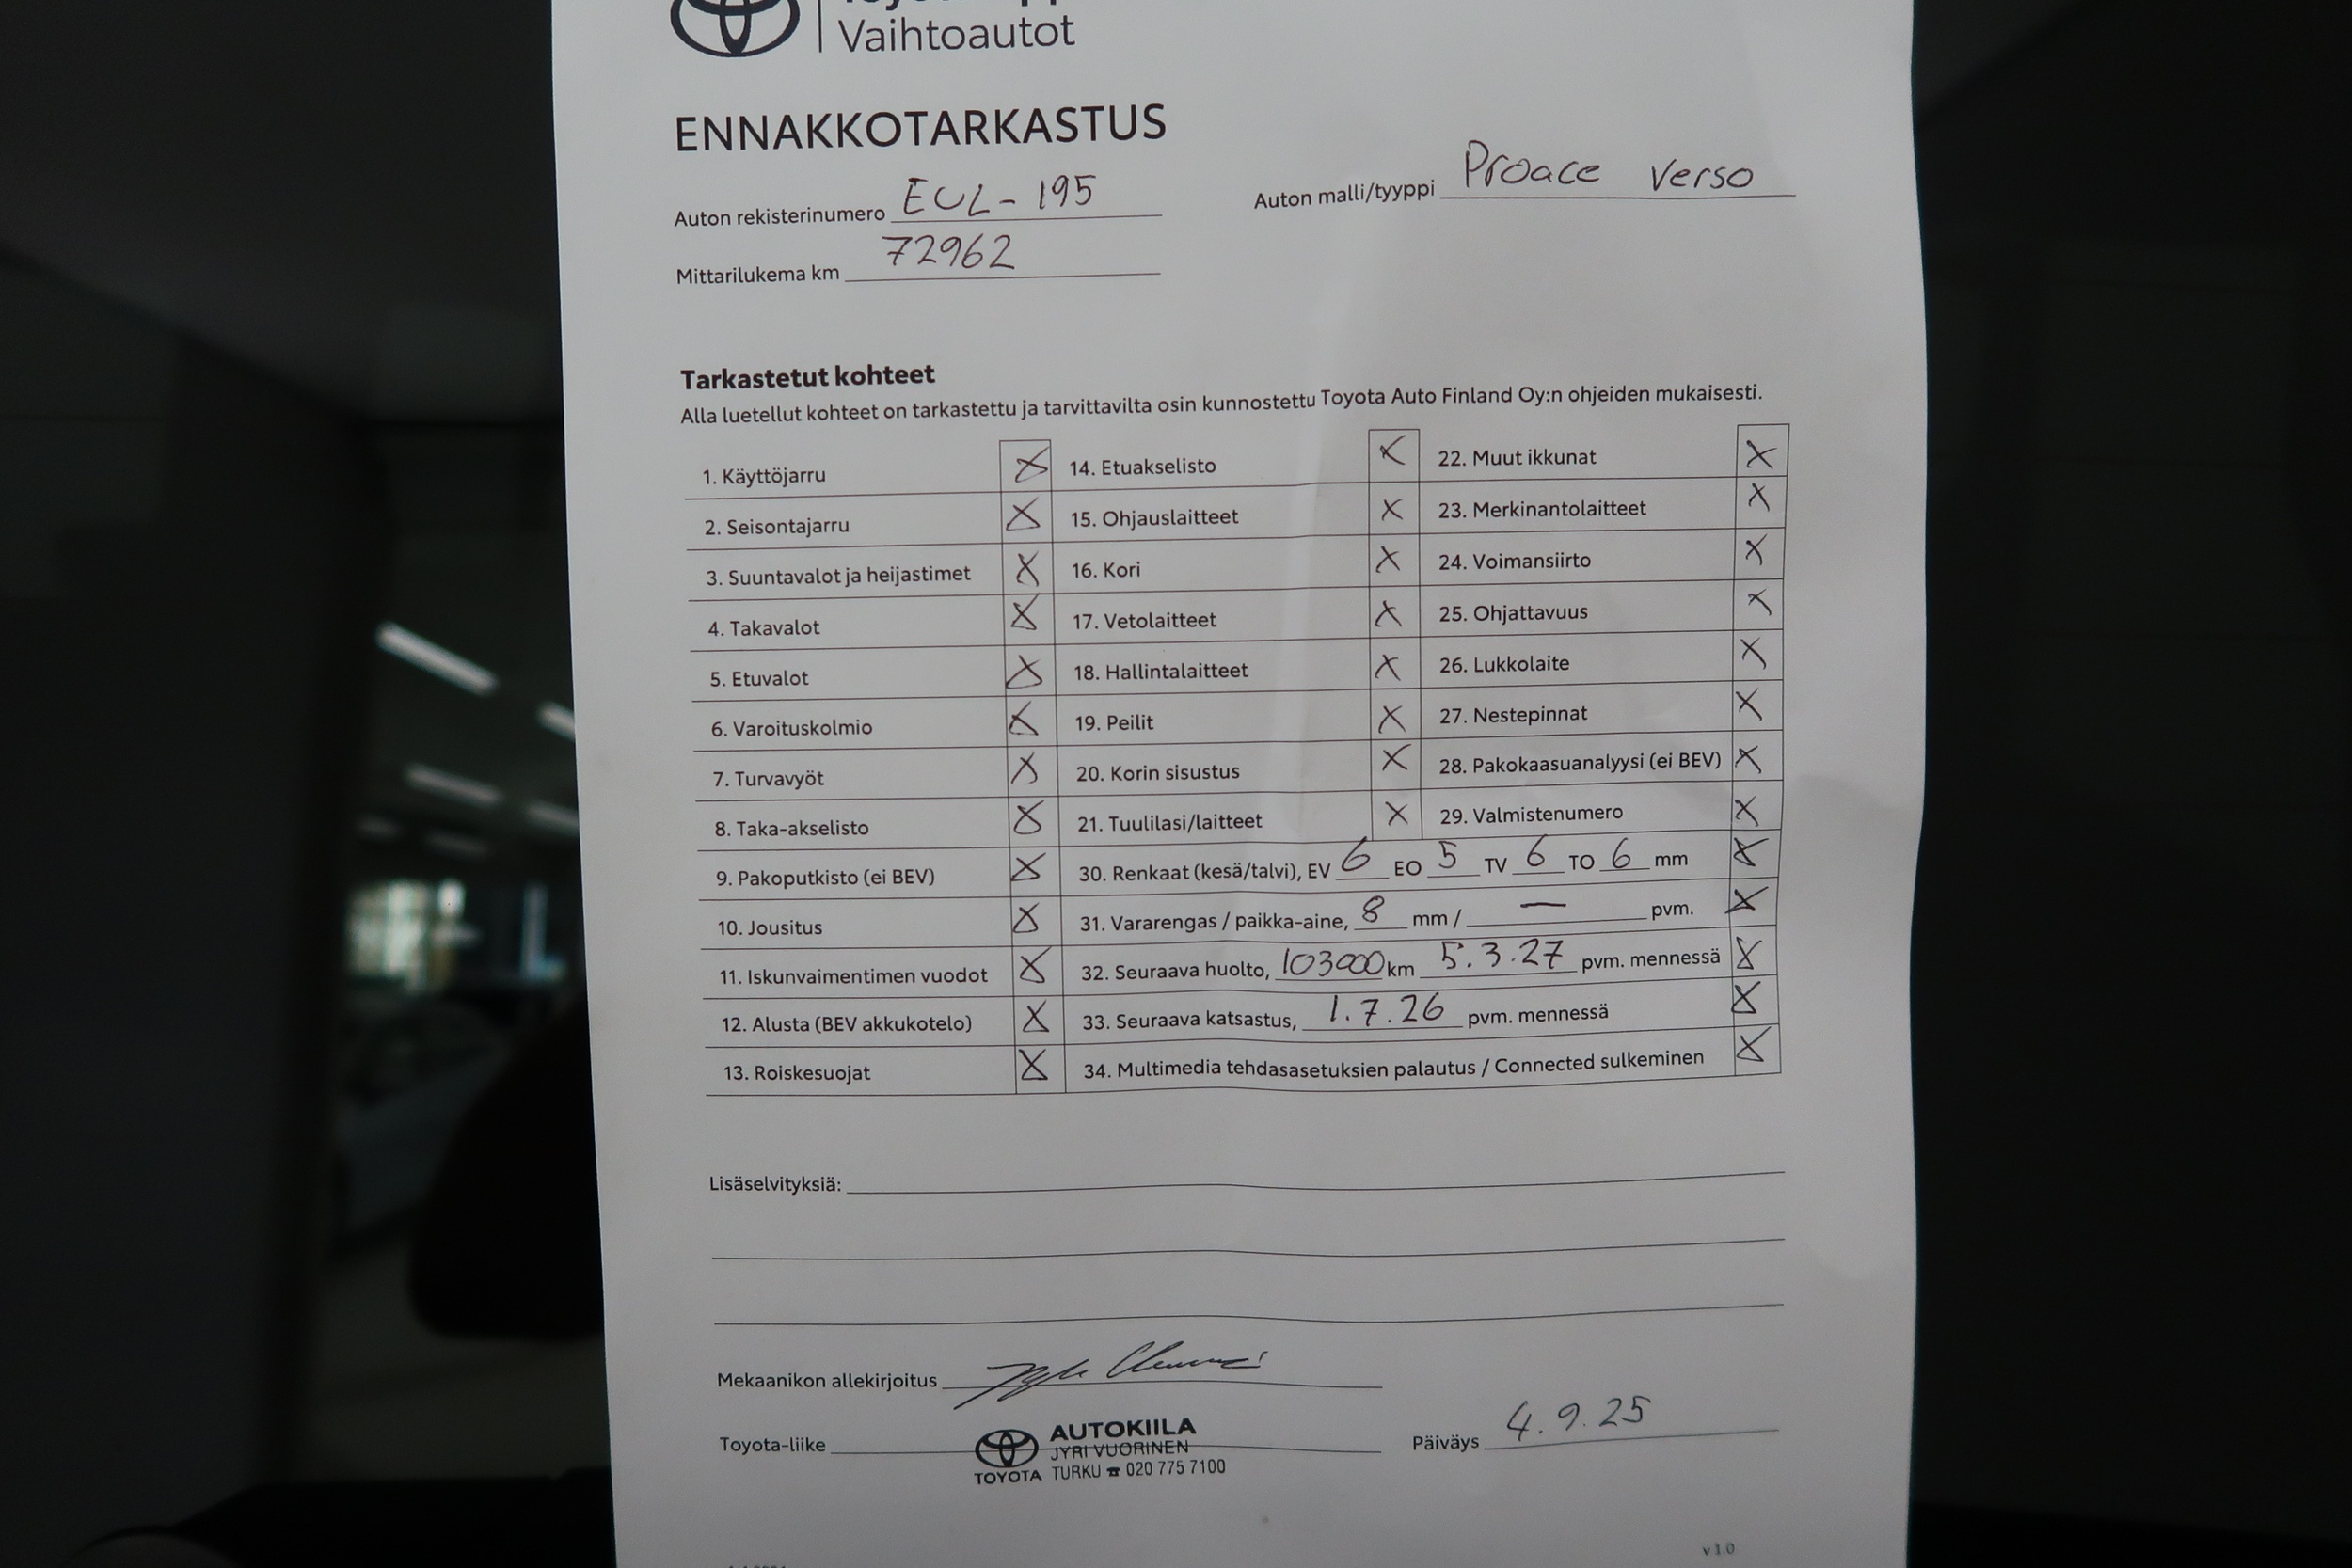 Vaihtoautot
ENNAKKOTARKASTUS
Auton rekisterinumero EUL-195
Auton malli/tyyppi Proace verso
Mittarilukema km 72962
Tarkastetut kohteet
Alla luetellut kohteet on tarkastettu ja tarvittavilta osin kunnostettu Toyota Auto Finland Oy:n ohjeiden mukaisesti.
1. Käyttöjarru X
2. Seisontajarru X
3. Suuntavalot ja heijastimet X
4. Takavalot X
5. Etuvalot X
6. Varoituskolmio X
7. Turvavyöt X
8. Taka-akselisto X
9. Pakoputkisto (ei BEV) X
10. Jousitus X
11. Iskunvaimentimen vuodot X
12. Alusta (BEV akkukotelo) X
13. Roiskesuojat X
14. Etuakselisto X
15. Ohjauslaitteet X
16. Kori X
17. Vetolaitteet X
18. Hallintalaitteet X
19. Peilit X
20. Korin sisustus X
21. Tuulilasi/laitteet X
22. Muut ikkunat X
23. Merkinantolaitteet X
24. Voimansiirto X
25. Ohjattavuus X
26. Lukkolaite X
27. Nestepinnat X
28. Pakokaasuanalyysi (ei BEV) X
29. Valmistenumero X
30. Renkaat (kesä/talvi), EV 6 EO 5 TV 6 TO 6 mm X
31. Vararengas / paikka-aine, 8 mm / — pvm. X
32. Seuraava huolto, 103000 km 5.3.27 pvm. mennessä X
33. Seuraava katsastus, 1.7.26 pvm. mennessä X
34. Multimedia tehdasasetuksien palautus / Connected sulkeminen X
Lisäselvityksiä:
Mekaanikon allekirjoitus
Toyota-liike
TOYOTA
AUTOKIILA
JYRI VUORINEN
TURKU ☎ 020 775 7100
Päiväys 4.9.25
v 1.0